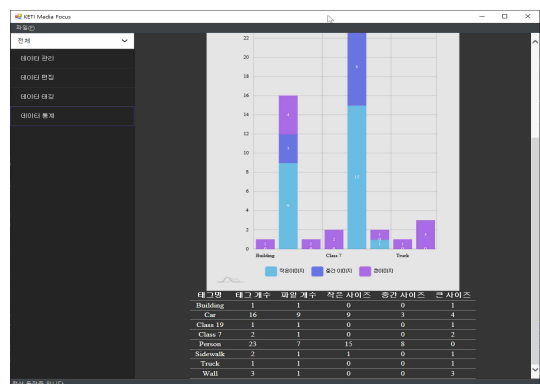 KETI Media Focus
파일(F)
전체
데이터 관리
데이터 편집
데이터 태깅
데이터 통계
22
20
18
16
14
12
10
8
6
4
2
0
Building
Class 7
Truck
작은이미지
중간 이미지
큰이미지
태그명 태그 개수 파일 개수 작은 사이즈 중간 사이즈 큰 사이즈
Building 1 1 0 0 1
Car 16 9 9 3 4
Class 19 1 1 0 0 1
Class 7 2 1 0 0 2
Person 23 7 15 8 0
Sidewalk 2 1 1 0 1
Truck 1 1 0 0 1
Wall 3 1 0 0 3